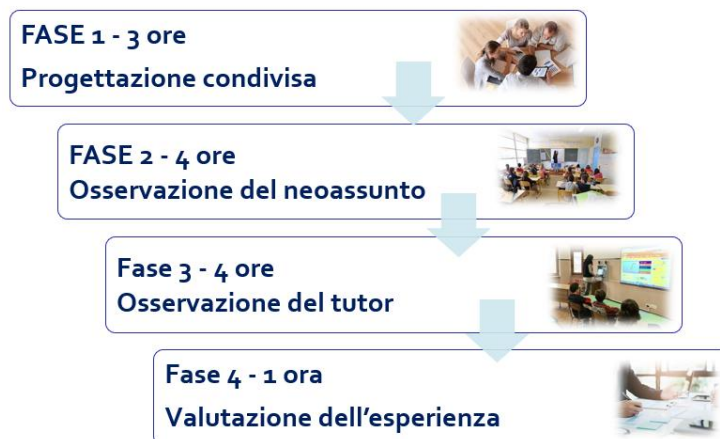 FASE 1 - 3 ore
Progettazione condivisa
FASE 2 - 4 ore
Osservazione del neoassunto
Fase 3 - 4 ore
Osservazione del tutor
Fase 4 - 1 ora
Valutazione dell’esperienza